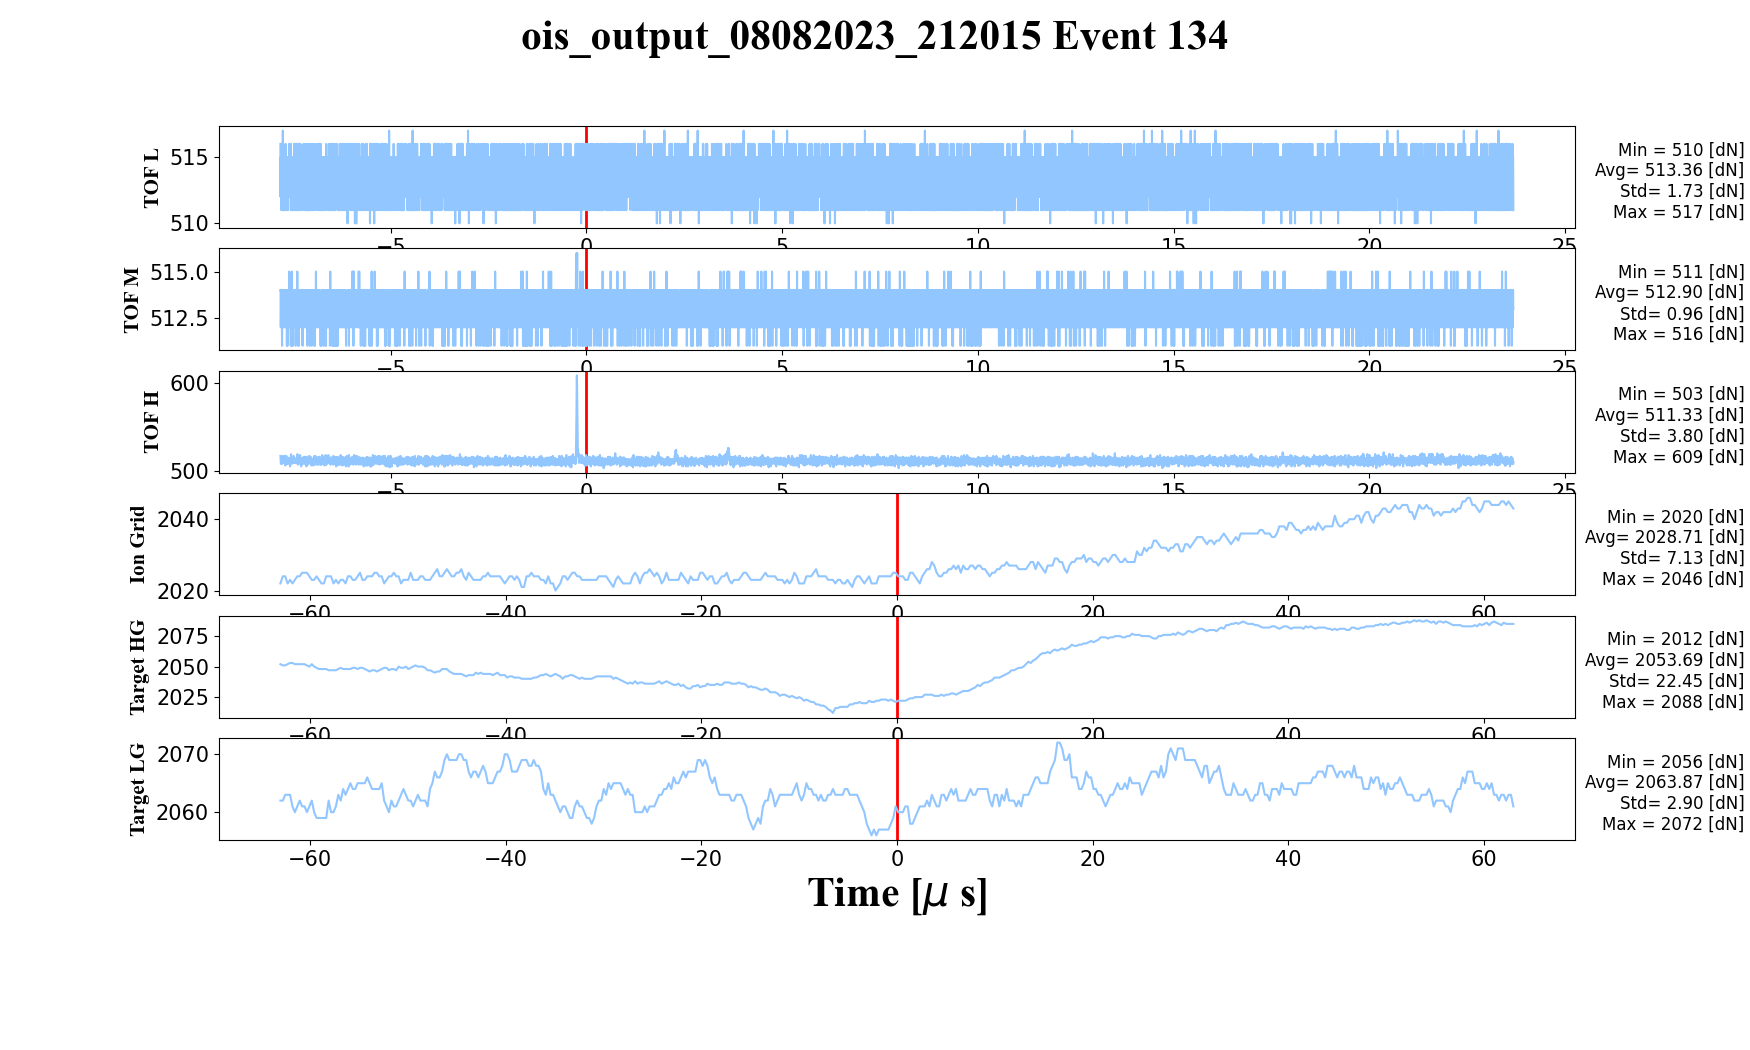 ois_output_08082023_212015 Event 134
TOF L
515
510
Min = 510 [dN]
Avg= 513.36 [dN]
Std= 1.73 [dN]
Max = 517 [dN]
−5 0 5 10 15 20 25
TOF M
515.0
512.5
Min = 511 [dN]
Avg= 512.90 [dN]
Std= 0.96 [dN]
Max = 516 [dN]
−5 0 5 10 15 20 25
TOF H
600
500
Min = 503 [dN]
Avg= 511.33 [dN]
Std= 3.80 [dN]
Max = 609 [dN]
−5 0 5 10 15 20 25
Ion Grid
2040
2020
Min = 2020 [dN]
Avg= 2028.71 [dN]
Std= 7.13 [dN]
Max = 2046 [dN]
−60 −40 −20 0 20 40 60
Target HG
2075
2050
2025
Min = 2012 [dN]
Avg= 2053.69 [dN]
Std= 22.45 [dN]
Max = 2088 [dN]
−60 −40 −20 0 20 40 60
Target LG
2070
2060
Min = 2056 [dN]
Avg= 2063.87 [dN]
Std= 2.90 [dN]
Max = 2072 [dN]
−60 −40 −20 0 20 40 60
Time [μ s]